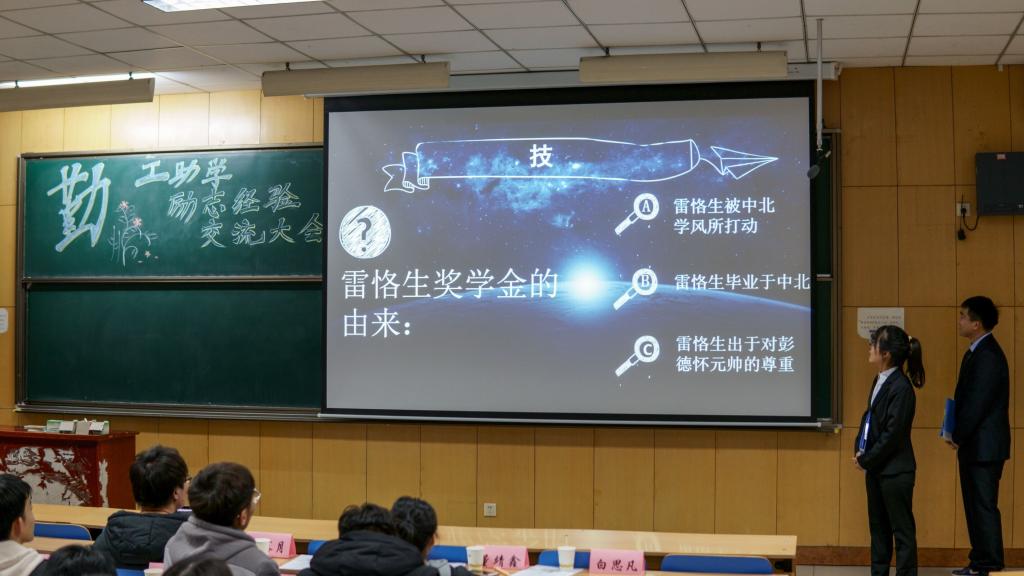 勤工助学
励志经验
交流大会
技
?
雷恪生奖学金的
由来：
A
雷恪生被中北
学风所打动
B
雷恪生毕业于中北
C
雷恪生出于对彭
德怀元帅的尊重
月
靖鑫
白思凡